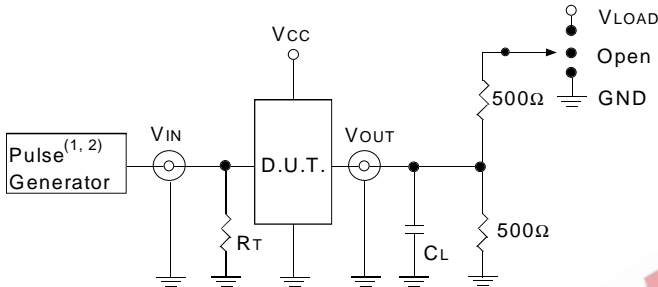 VLOAD
VCC
Open
500Ω
GND
VIN
VOUT
Pulse(1, 2)
Generator
D.U.T.
RT
CL
500Ω